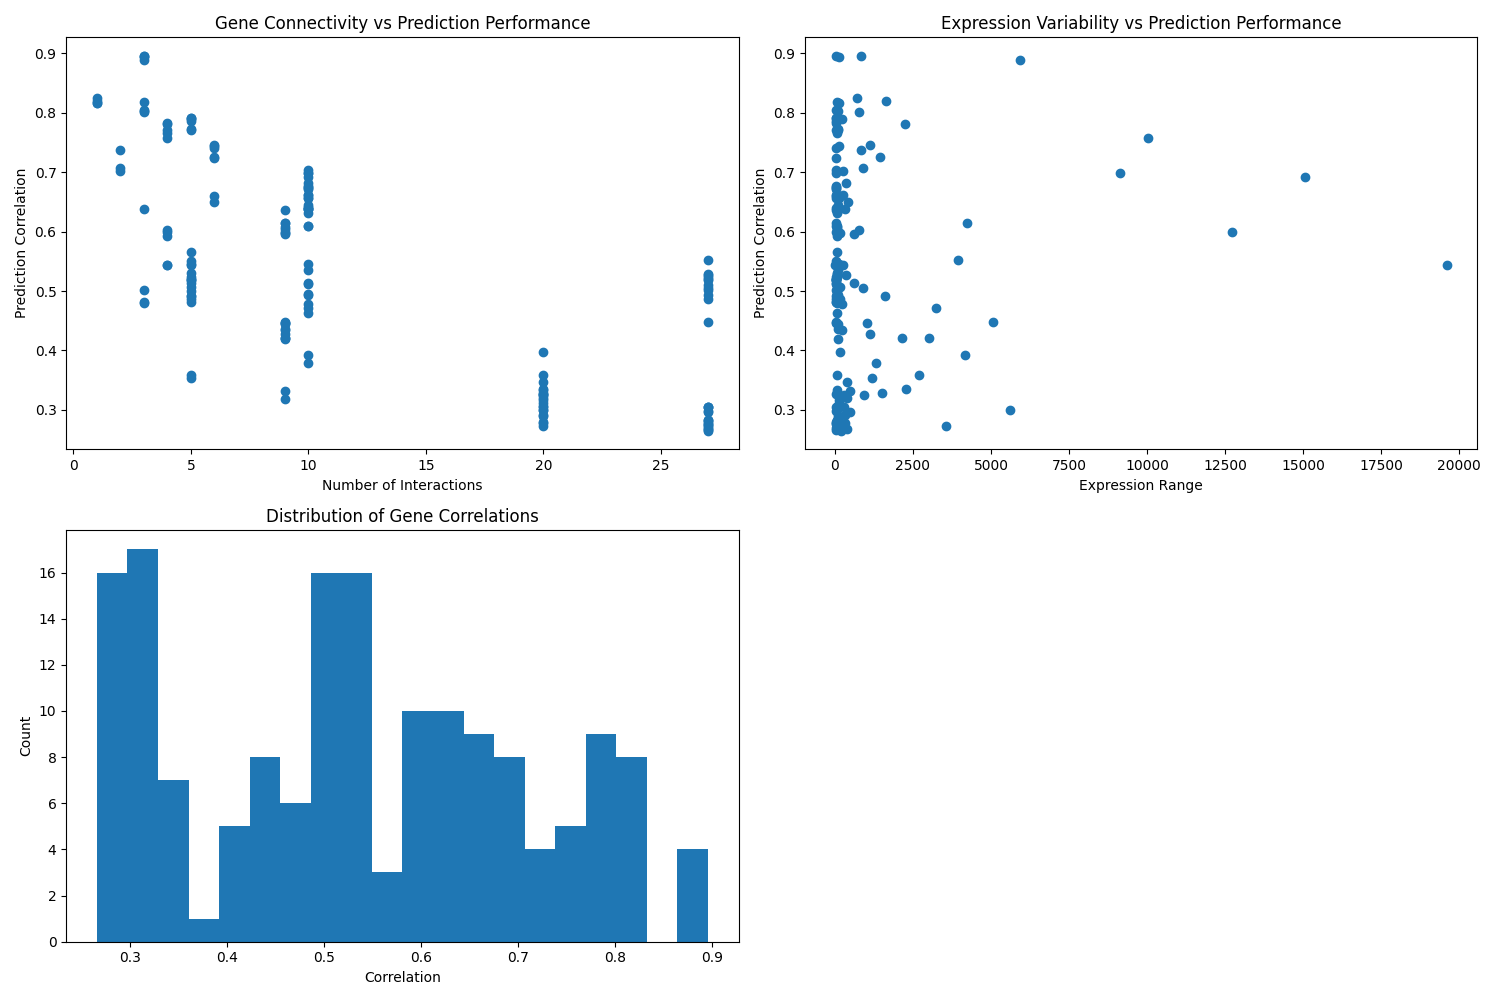 Gene Connectivity vs Prediction Performance
Prediction Correlation
0.9
0.8
0.7
0.6
0.5
0.4
0.3
0 5 10 15 20 25
Number of Interactions
Expression Variability vs Prediction Performance
Prediction Correlation
0.9
0.8
0.7
0.6
0.5
0.4
0.3
0 2500 5000 7500 10000 12500 15000 17500 20000
Expression Range
Distribution of Gene Correlations
Count
16
14
12
10
8
6
4
2
0
0.3 0.4 0.5 0.6 0.7 0.8 0.9
Correlation